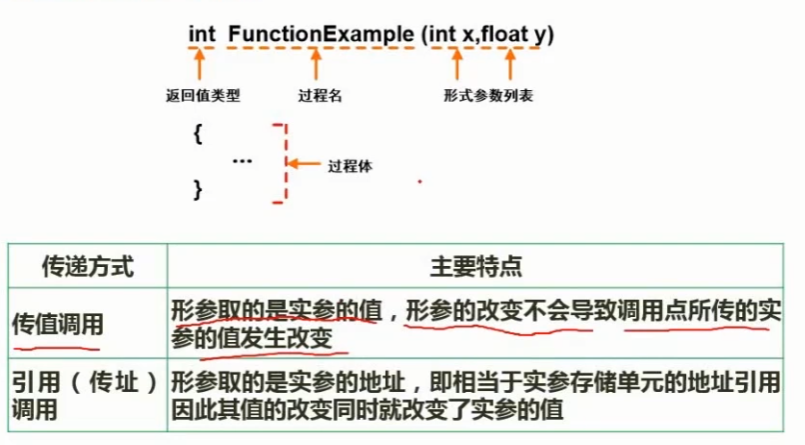 int FunctionExample (int x,float y)
返回值类型 过程名 形式参数列表
{
... 过程体
}
传递方式 主要特点
传值调用 形参取的是实参的值，形参的改变不会导致调用点所传的实
参的值发生改变
引用（传址） 形参取的是实参的地址，即相当于实参存储单元的地址引用
调用 因此其值的改变同时就改变了实参的值